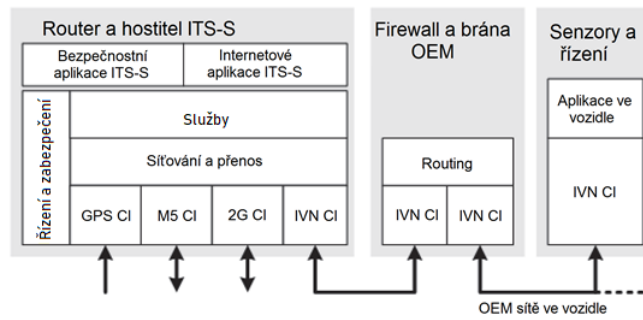 Router a hostitel ITS-S
Bezpečnostní
aplikace ITS-S
Internetové
aplikace ITS-S
Řízení a zabezpečení
Služby
Síťování a přenos
GPS CI
M5 CI
2G CI
IVN CI
Firewall a brána
OEM
Routing
IVN CI
IVN CI
Senzory a
řízení
Aplikace ve
vozidle
IVN CI
OEM sítě ve vozidle